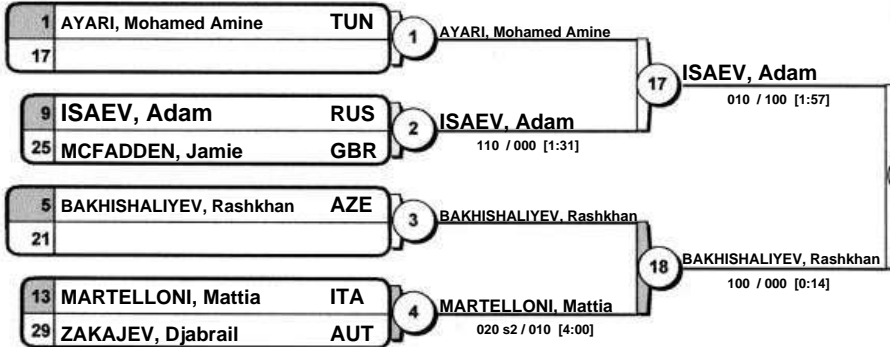 1 AYARI, Mohamed Amine TUN
17
1 AYARI, Mohamed Amine
9 ISAEV, Adam RUS
25 MCFADDEN, Jamie GBR
2 ISAEV, Adam
110 / 000 [1:31]
17 ISAEV, Adam
010 / 100 [1:57]
5 BAKHISHALIYEV, Rashkhan AZE
21
3 BAKHISHALIYEV, Rashkhan
13 MARTELLONI, Mattia ITA
29 ZAKAJEV, Djabrail AUT
4 MARTELLONI, Mattia
020 s2 / 010 [4:00]
18 BAKHISHALIYEV, Rashkhan
100 / 000 [0:14]